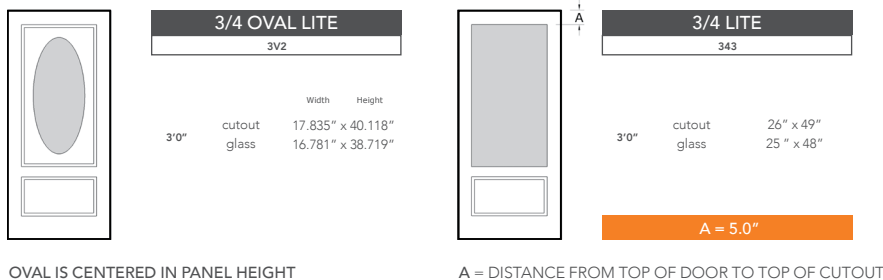 3/4 OVAL LITE
3V2
Width Height
3'0" cutout 17.835" x 40.118"
glass 16.781" x 38.719"
OVAL IS CENTERED IN PANEL HEIGHT
A
3/4 LITE
343
3'0" cutout 26" x 49"
glass 25 " x 48"
A = 5.0"
A = DISTANCE FROM TOP OF DOOR TO TOP OF CUTOUT